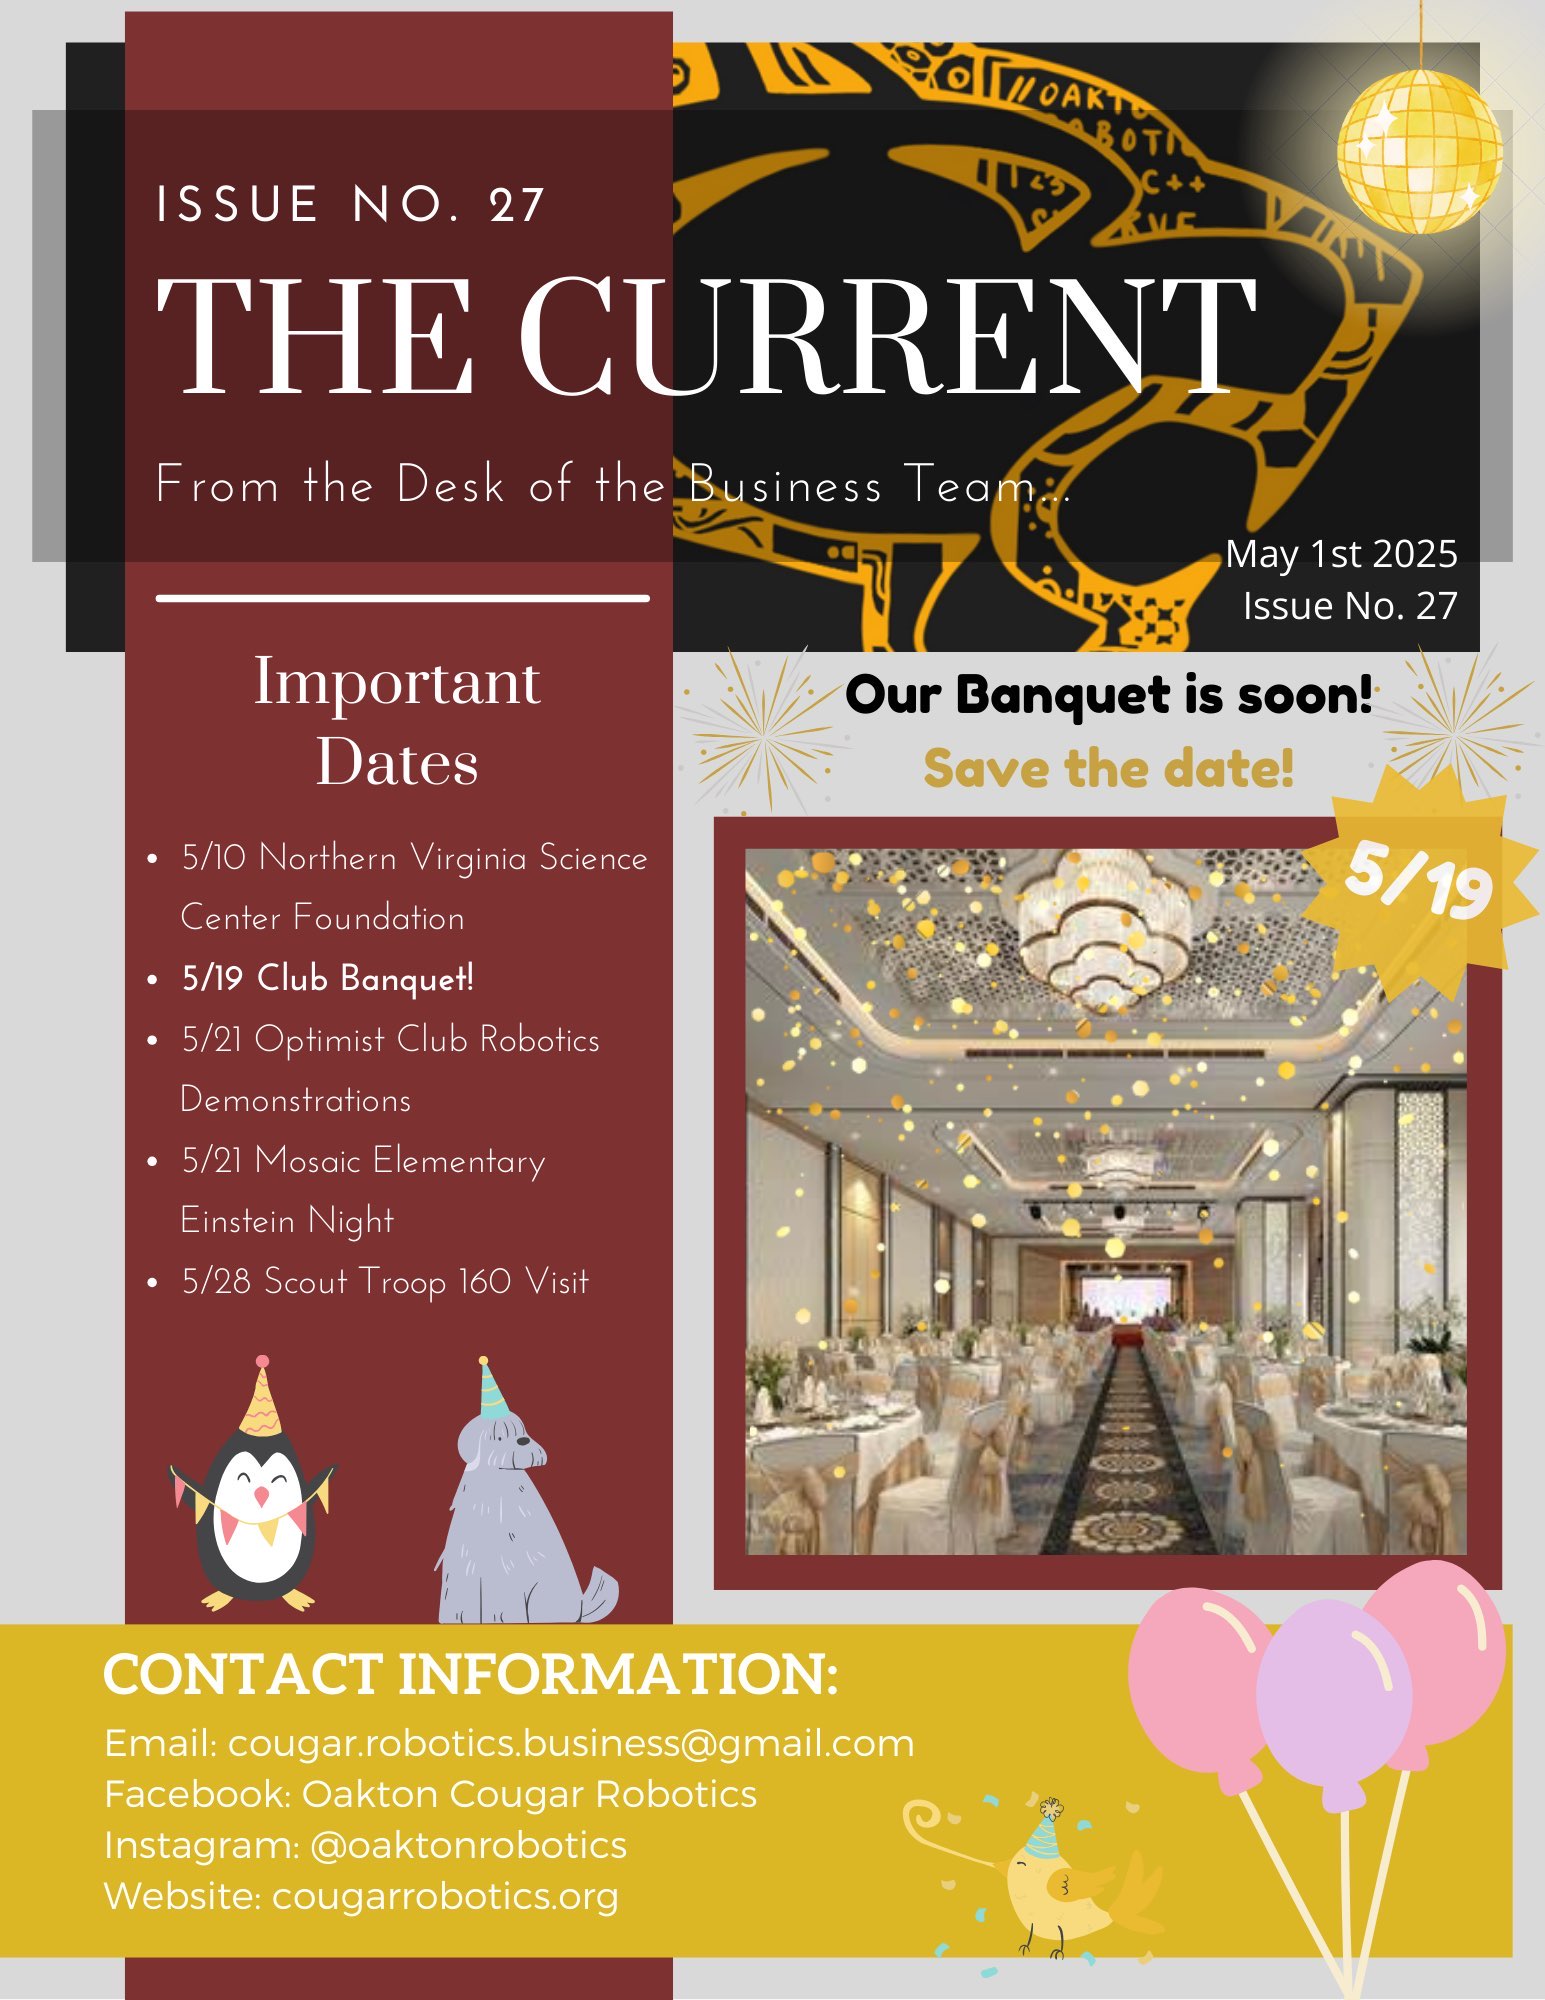 //OAKTO
ROBOTIC
C++
123
ISSUE NO. 27
THE CURRENT
From the Desk of the Business Team...
May 1st 2025
Issue No. 27
Important
Dates
• 5/10 Northern Virginia Science
Center Foundation
• 5/19 Club Banquet!
• 5/21 Optimist Club Robotics
Demonstrations
• 5/21 Mosaic Elementary
Einstein Night
• 5/28 Scout Troop 160 Visit
Our Banquet is soon!
Save the date!
5/19
CONTACT INFORMATION:
Email: cougar.robotics.business@gmail.com
Facebook: Oakton Cougar Robotics
Instagram: @oaktonrobotics
Website: cougarrobotics.org